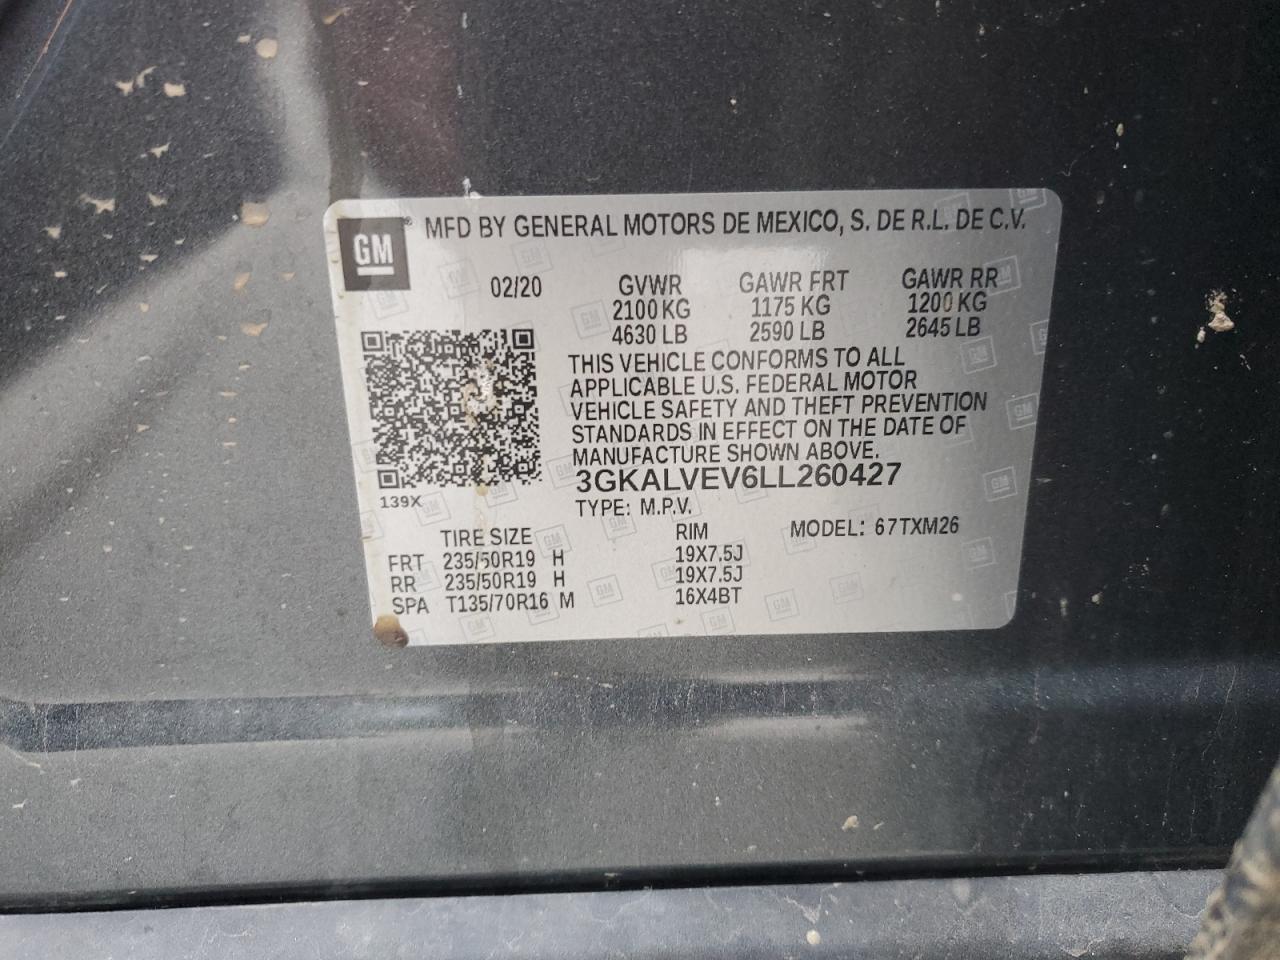 GM® MFD BY GENERAL MOTORS DE MEXICO, S. DE R.L. DE C.V.
02/20 GVWR GAWR FRT GAWR RR
2100 KG 1175 KG 1200 KG
4630 LB 2590 LB 2645 LB
THIS VEHICLE CONFORMS TO ALL
APPLICABLE U.S. FEDERAL MOTOR
VEHICLE SAFETY AND THEFT PREVENTION
STANDARDS IN EFFECT ON THE DATE OF
MANUFACTURE SHOWN ABOVE.
3GKALVEV6LL260427
139X
TYPE: M.P.V.
TIRE SIZE RIM MODEL: 67TXM26
FRT 235/50R19 H 19X7.5J
RR 235/50R19 H 19X7.5J
SPA T135/70R16 M 16X4BT